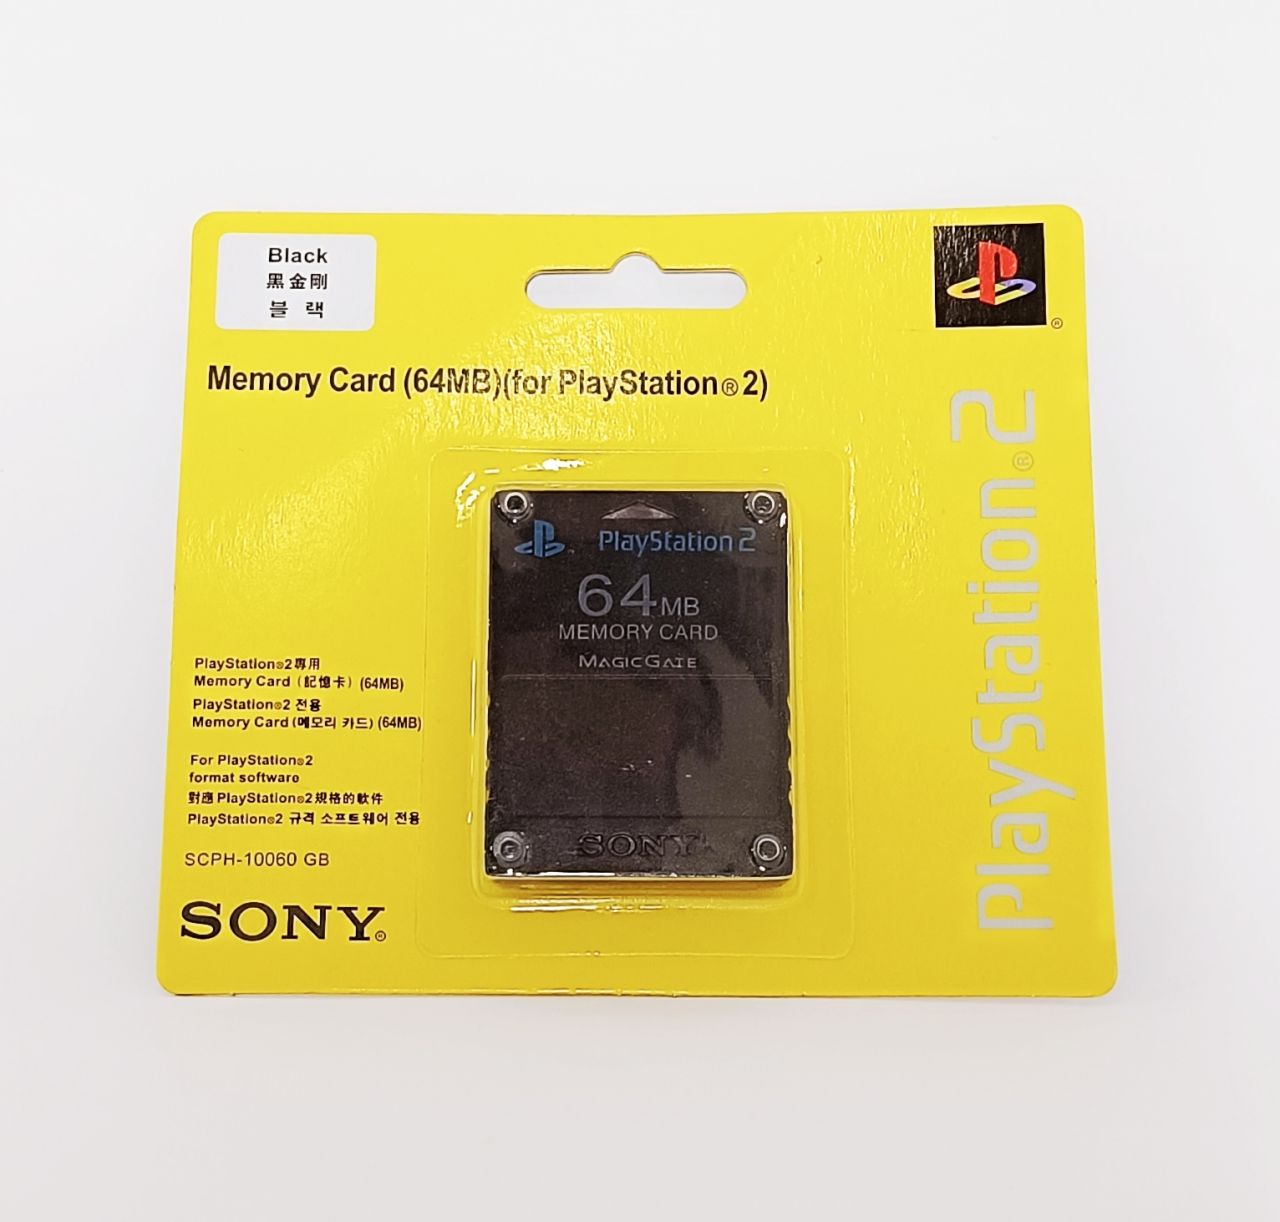 Black
黑金剛
블랙
®
Memory Card (64MB)(for PlayStation®2)
PlayStation®2
PlayStation 2
64MB
MEMORY CARD
MAGICGATE
SONY
PlayStation®2專用
Memory Card (記憶卡) (64MB)
PlayStation®2 전용
Memory Card (메모리 카드) (64MB)
For PlayStation®2
format software
對應 PlayStation®2規格的軟件
PlayStation®2 규격 소프트웨어 전용
SCPH-10060 GB
SONY®